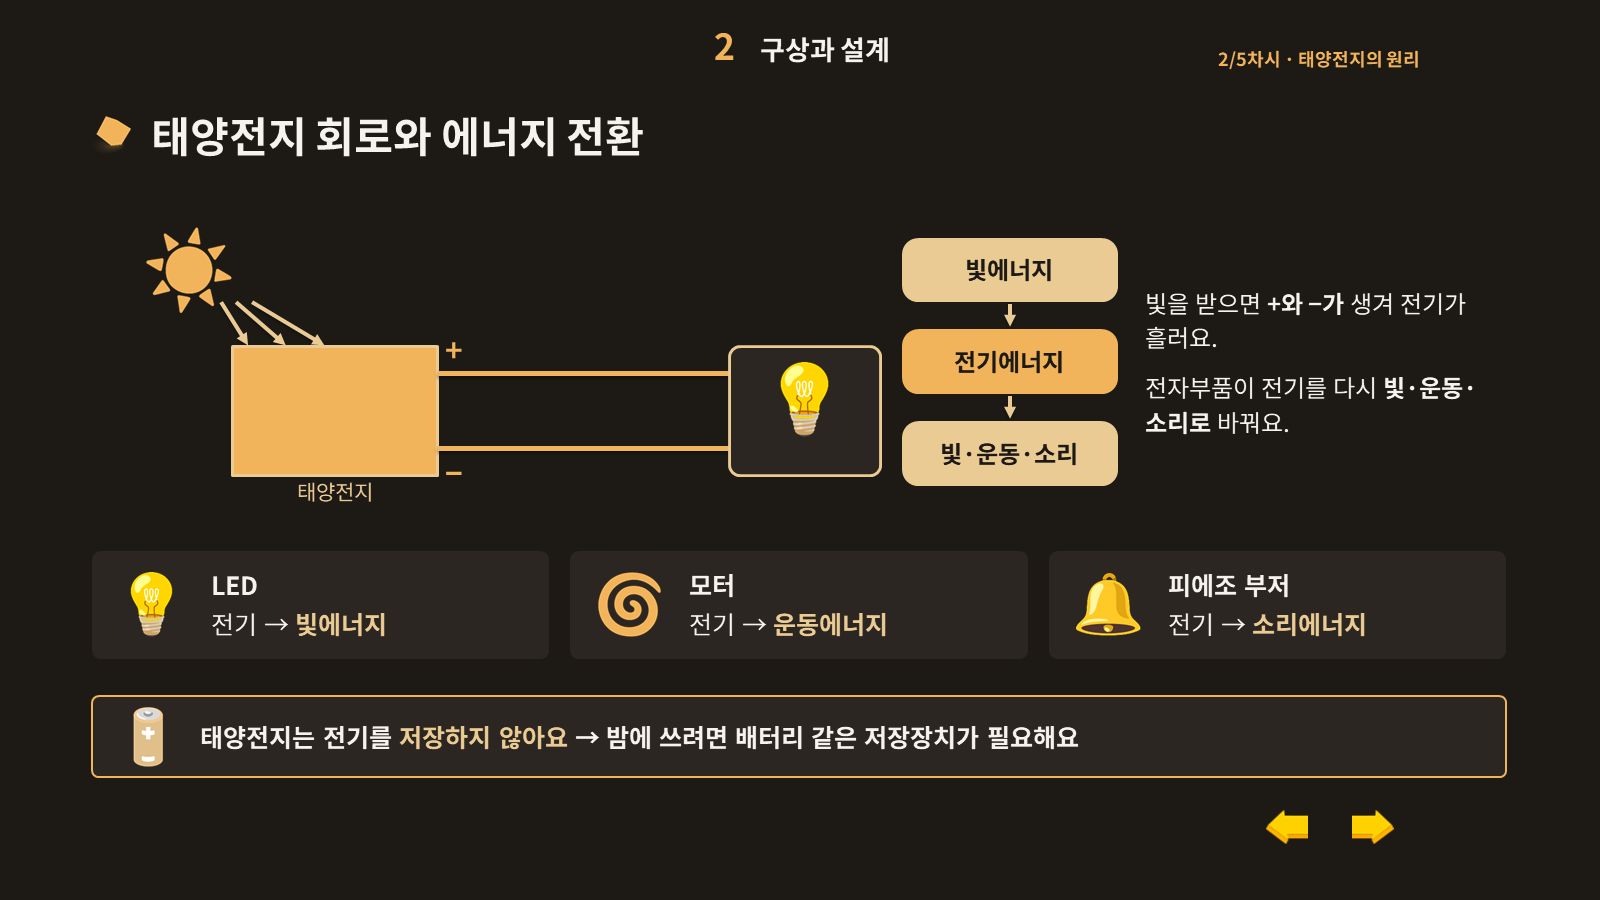 2 구상과 설계
2/5차시 · 태양전지의 원리
태양전지 회로와 에너지 전환
+
−
태양전지
빛에너지
전기에너지
빛·운동·소리
빛을 받으면 +와 −가 생겨 전기가
흘러요.
전자부품이 전기를 다시 빛·운동·
소리로 바꿔요.
LED
전기 → 빛에너지
모터
전기 → 운동에너지
피에조 부저
전기 → 소리에너지
태양전지는 전기를 저장하지 않아요 → 밤에 쓰려면 배터리 같은 저장장치가 필요해요